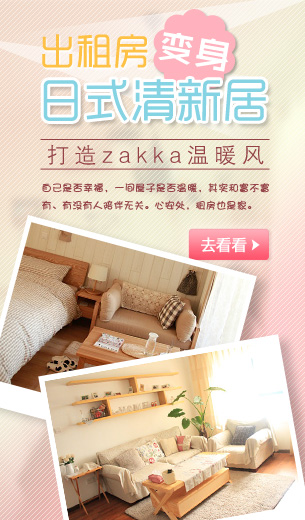 出租房变身
日式清新居
打造zakka温暖风
自己是否幸福，一间屋子是否温暖，其实和富不富
有、有没有人陪伴无关。心安处，租房也是家。
去看看